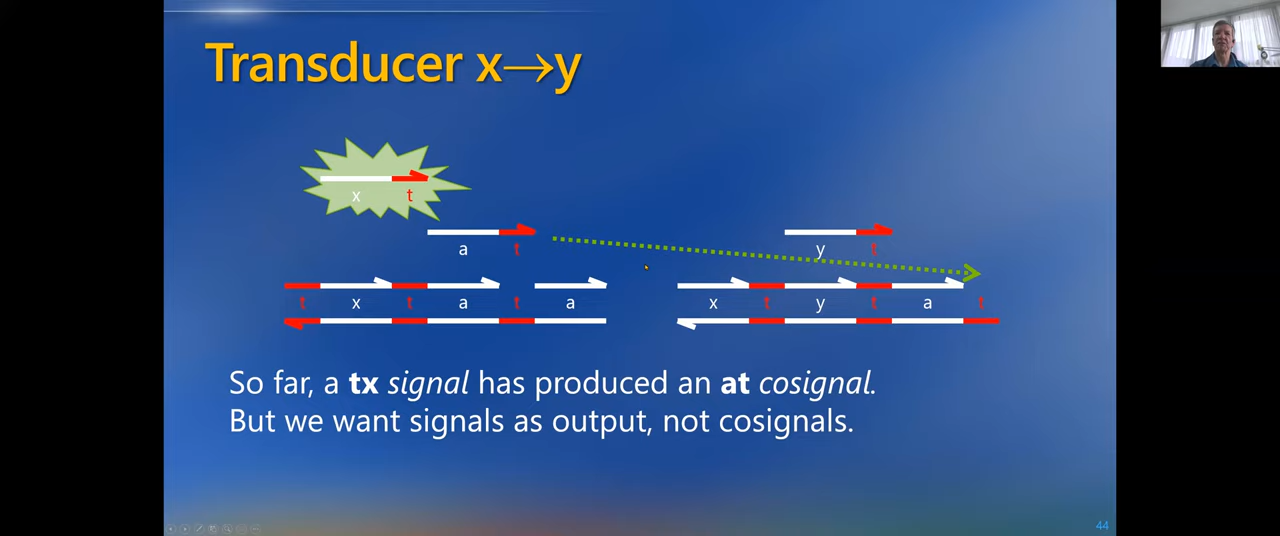 Transducer x→y
x t
a t
y t
t x t a t a
x t y t a t
So far, a tx signal has produced an at cosignal.
But we want signals as output, not cosignals.
44